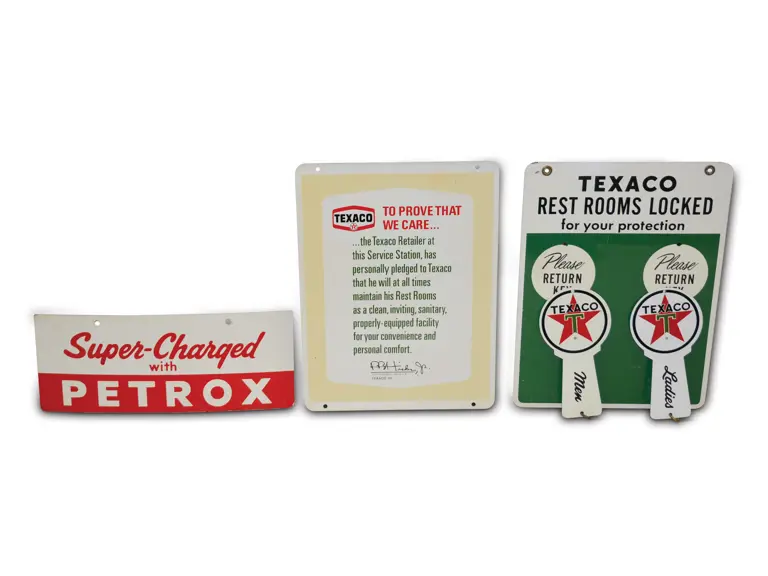 Super-Charged
with
PETROX
TEXACO
TO PROVE THAT
WE CARE...
...the Texaco Retailer at
this Service Station, has
personally pledged to Texaco
that he will at all times
maintain his Rest Rooms
as a clean, inviting, sanitary,
properly-equipped facility
for your convenience and
personal comfort.
TEXACO
REST ROOMS LOCKED
for your protection
Please
RETURN
KEY
TEXACO
T
Men
Please
RETURN
KEY
TEXACO
T
Ladies